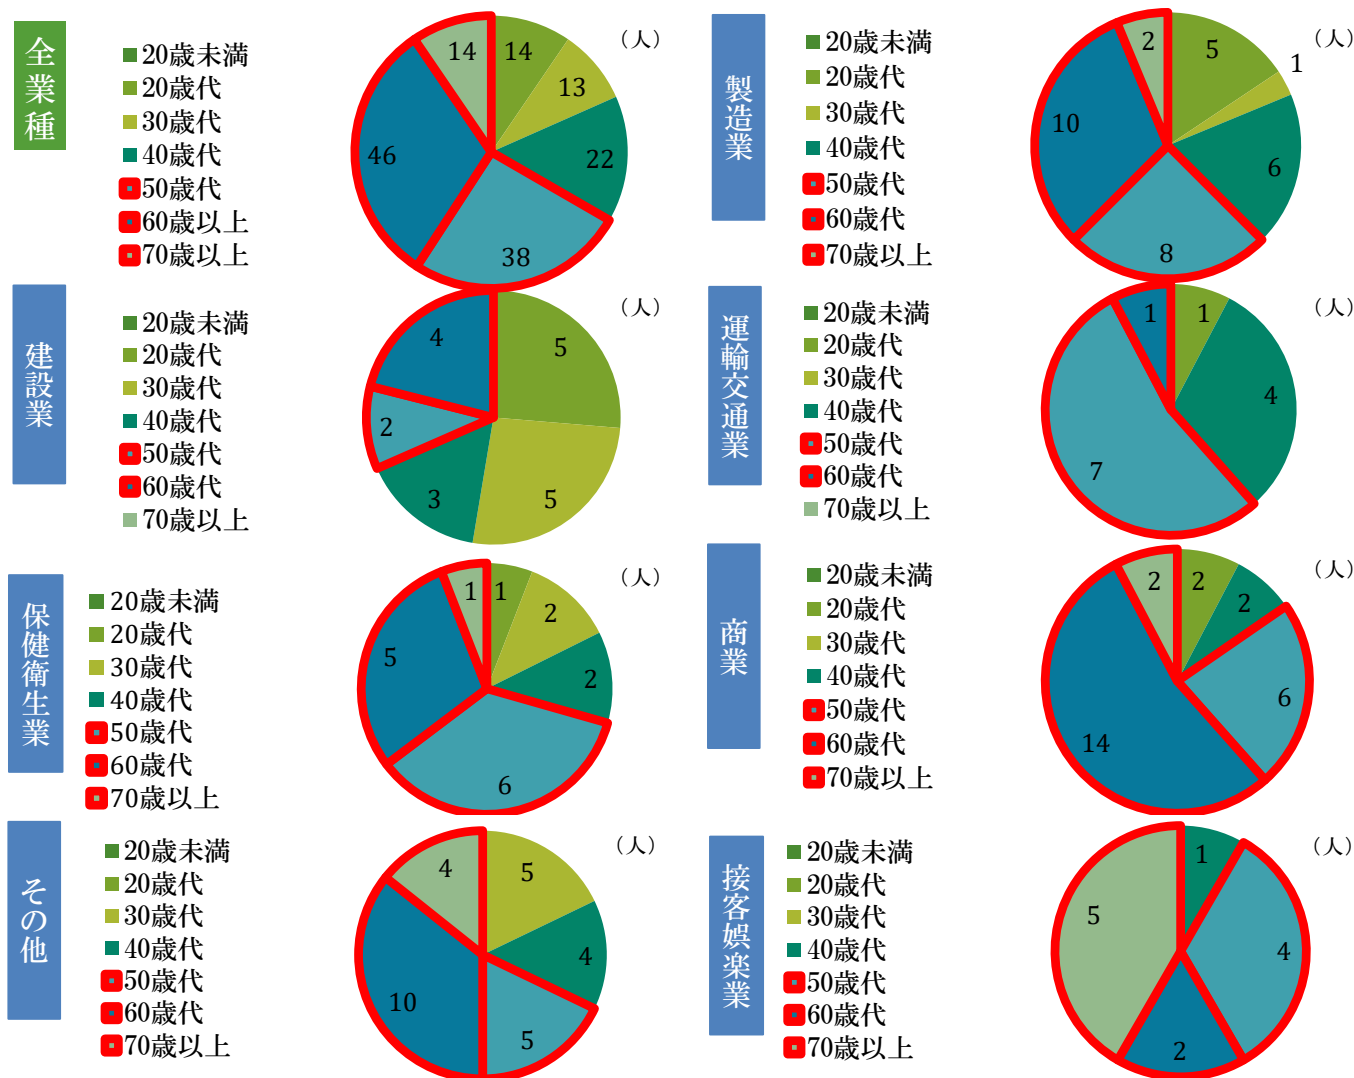 全業種
20歳未満
20歳代
30歳代
40歳代
50歳代
60歳以上
70歳以上
（人）
14
13
22
38
46
14
製造業
20歳未満
20歳代
30歳代
40歳代
50歳代
60歳代
70歳以上
（人）
5
1
6
8
10
2
建設業
20歳未満
20歳代
30歳代
40歳代
50歳代
60歳代
70歳以上
（人）
5
5
3
2
4
運輸交通業
20歳未満
20歳代
30歳代
40歳代
50歳代
60歳代
70歳以上
（人）
1
4
7
1
保健衛生業
20歳未満
20歳代
30歳代
40歳代
50歳代
60歳代
70歳以上
（人）
1
2
2
6
5
1
商業
20歳未満
20歳代
30歳代
40歳代
50歳代
60歳代
70歳以上
（人）
2
2
6
14
2
その他
20歳未満
20歳代
30歳代
40歳代
50歳代
60歳代
70歳以上
（人）
5
4
5
10
4
接客娯楽業
20歳未満
20歳代
30歳代
40歳代
50歳代
60歳代
70歳以上
（人）
1
4
2
5